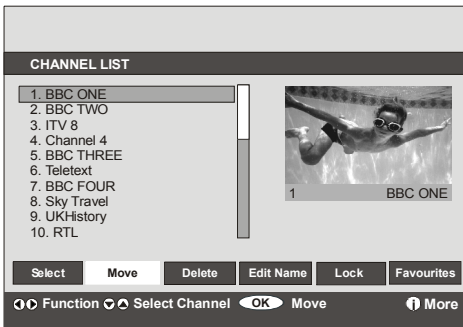 CHANNEL LIST
1. BBC ONE
2. BBC TWO
3. ITV 8
4. Channel 4
5. BBC THREE
6. Teletext
7. BBC FOUR
8. Sky Travel
9. UKHistory
10. RTL
1 BBC ONE
Select Move Delete Edit Name Lock Favourites
Function Select Channel OK Move i More